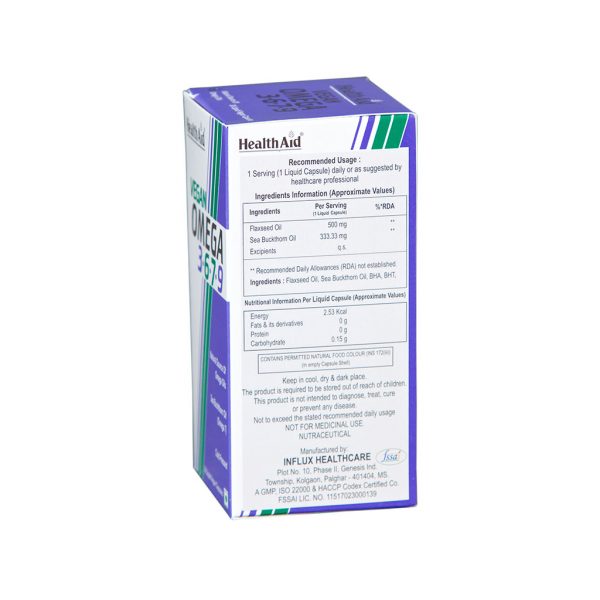 HealthAid®
Recommended Usage :
1 Serving (1 Liquid Capsule) daily or as suggested by
healthcare professional
Ingredients Information (Approximate Values)
Ingredients Per Serving (1 Liquid Capsule) %*RDA
Flaxseed Oil 500 mg **
Sea Buckthorn Oil 333.33 mg **
Excipients q.s.
** Recommended Daily Allowances (RDA) not established
Ingredients : Flaxseed Oil, Sea Buckthorn Oil, BHA, BHT,
Nutritional Information Per Liquid Capsule (Approximate Values)
Energy 2.53 Kcal
Fats & its derivatives 0 g
Protein 0 g
Carbohydrate 0.15 g
CONTAINS PERMITTED NATURAL FOOD COLOUR (INS 172(iii))
(In empty Capsule Shell)
Keep in cool, dry & dark place.
The product is required to be stored out of reach of children.
This product is not intended to diagnose, treat, cure
or prevent any disease.
Not to exceed the stated recommended daily usage
NOT FOR MEDICINAL USE.
NUTRACEUTICAL
Manufactured by:
INFLUX HEALTHCARE
fssai
Plot No. 10, Phase II, Genesis Ind.
Township, Kolgaon, Palghar - 401404, MS.
A GMP, ISO 22000 & HACCP Codex Certified Co.
FSSAI LIC. NO. 11517023000139
VEGAN
OMEGA
3·6·7·9
HealthAid
VEGAN
OMEGA
3·6·7·9